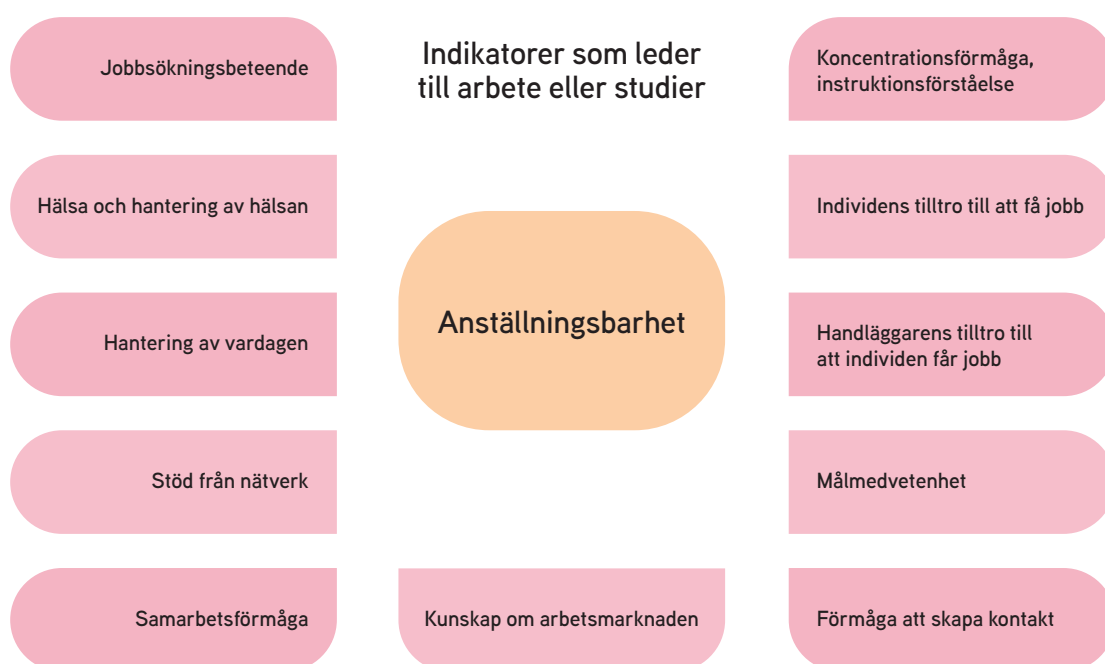 Indikatorer som leder
till arbete eller studier
Jobbsökningsbeteende
Hälsa och hantering av hälsan
Hantering av vardagen
Stöd från nätverk
Samarbetsförmåga
Anställningsbarhet
Kunskap om arbetsmarknaden
Koncentrationsförmåga,
instruktionsförståelse
Individens tilltro till att få jobb
Handläggarens tilltro till
att individen får jobb
Målmedvetenhet
Förmåga att skapa kontakt